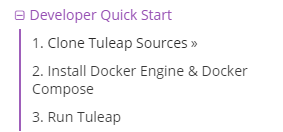 Developer Quick Start
1. Clone Tuleap Sources »
2. Install Docker Engine & Docker
Compose
3. Run Tuleap